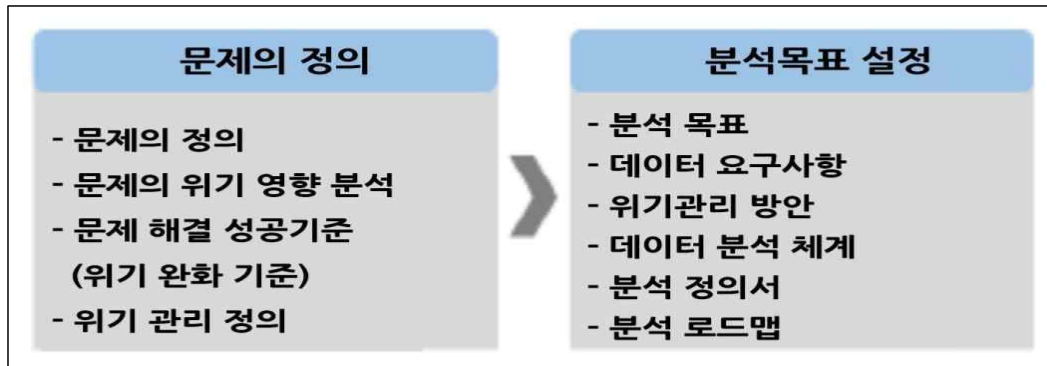 문제의 정의
- 문제의 정의
- 문제의 위기 영향 분석
- 문제 해결 성공기준
(위기 완화 기준)
- 위기 관리 정의
분석목표 설정
- 분석 목표
- 데이터 요구사항
- 위기관리 방안
- 데이터 분석 체계
- 분석 정의서
- 분석 로드맵